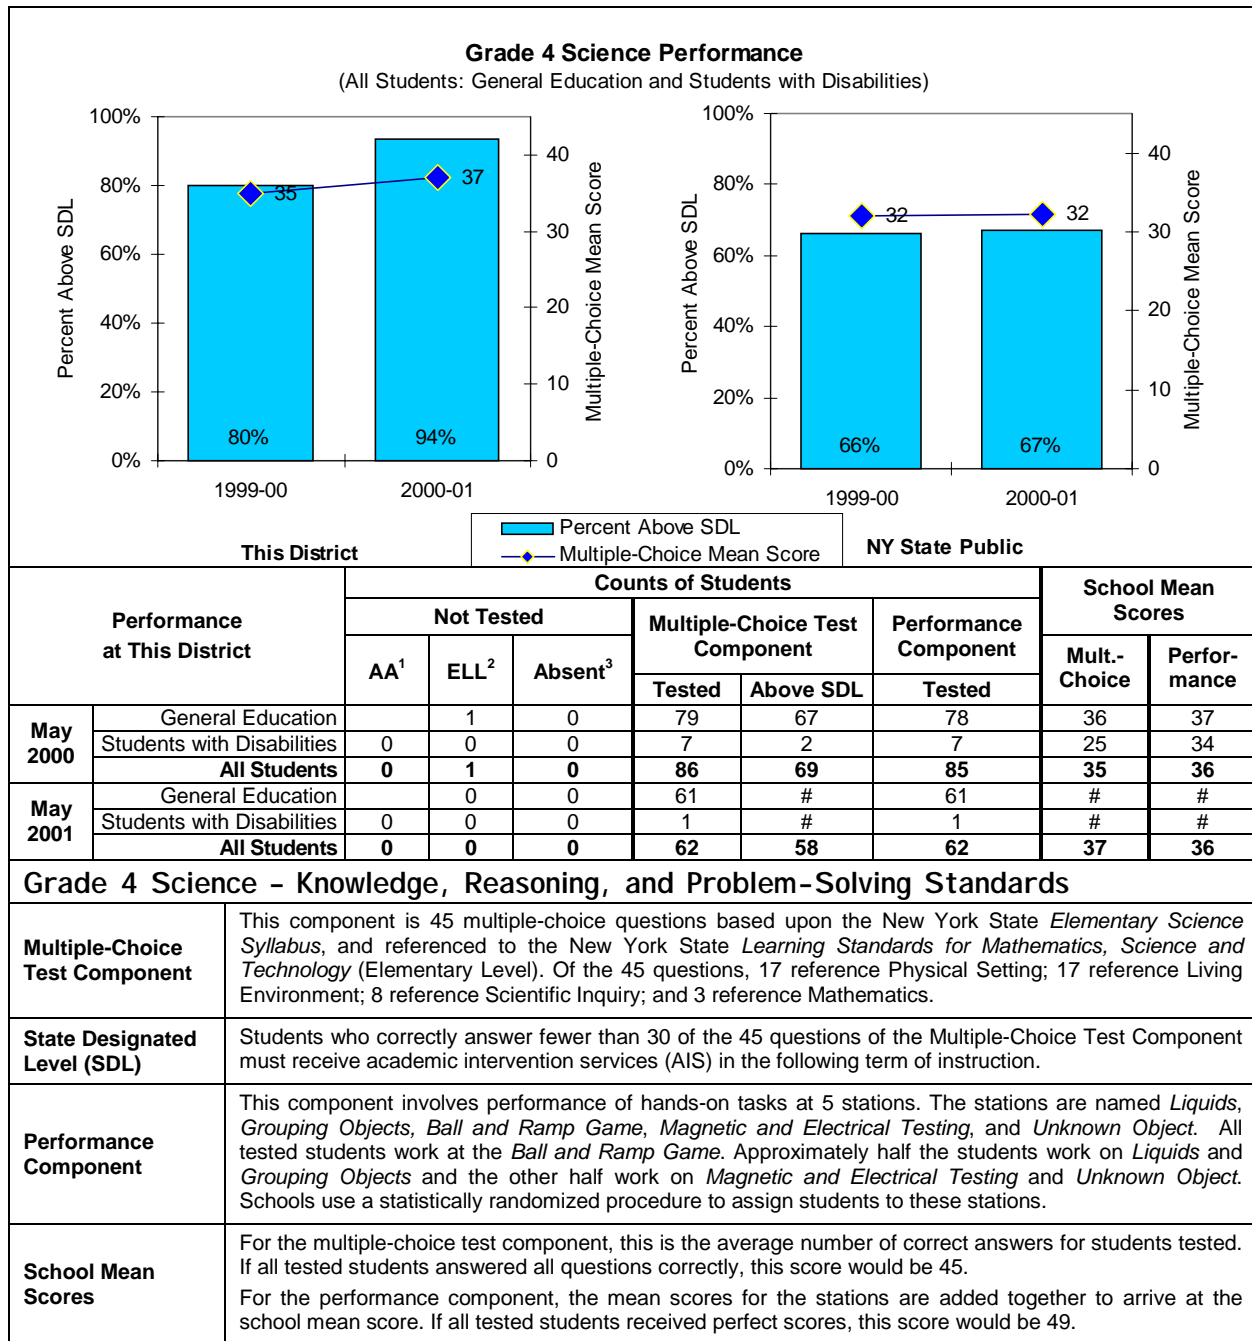 Grade 4 Science Performance
(All Students: General Education and Students with Disabilities)
100%
80%
60%
40%
20%
0%
Percent Above SDL
35
37
80%
94%
40
30
20
10
0
Multiple-Choice Mean Score
1999-00
2000-01
This District
100%
80%
60%
40%
20%
0%
Percent Above SDL
32
32
66%
67%
40
30
20
10
0
Multiple-Choice Mean Score
1999-00
2000-01
NY State Public
Percent Above SDL
Multiple-Choice Mean Score
Performance
at This District
Counts of Students
School Mean
Scores
Not Tested
Multiple-Choice Test
Component
Performance
Component
AA1
ELL2
Absent3
Tested
Above SDL
Tested
Mult.-
Choice
Perfor-
mance
May
2000
General Education 1 0 79 67 78 36 37
Students with Disabilities 0 0 0 7 2 7 25 34
All Students 0 1 0 86 69 85 35 36
May
2001
General Education 0 0 61 # 61 # #
Students with Disabilities 0 0 0 1 # 1 # #
All Students 0 0 0 62 58 62 37 36
Grade 4 Science – Knowledge, Reasoning, and Problem-Solving Standards
Multiple-Choice
Test Component
This component is 45 multiple-choice questions based upon the New York State Elementary Science
Syllabus, and referenced to the New York State Learning Standards for Mathematics, Science and
Technology (Elementary Level). Of the 45 questions, 17 reference Physical Setting; 17 reference Living
Environment; 8 reference Scientific Inquiry; and 3 reference Mathematics.
State Designated
Level (SDL)
Students who correctly answer fewer than 30 of the 45 questions of the Multiple-Choice Test Component
must receive academic intervention services (AIS) in the following term of instruction.
Performance
Component
This component involves performance of hands-on tasks at 5 stations. The stations are named Liquids,
Grouping Objects, Ball and Ramp Game, Magnetic and Electrical Testing, and Unknown Object. All
tested students work at the Ball and Ramp Game. Approximately half the students work on Liquids and
Grouping Objects and the other half work on Magnetic and Electrical Testing and Unknown Object.
Schools use a statistically randomized procedure to assign students to these stations.
School Mean
Scores
For the multiple-choice test component, this is the average number of correct answers for students tested.
If all tested students answered all questions correctly, this score would be 45.
For the performance component, the mean scores for the stations are added together to arrive at the
school mean score. If all tested students received perfect scores, this score would be 49.